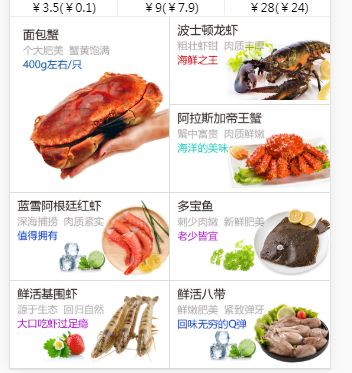 ￥3.5(￥0.1)
￥9(￥7.9)
￥28(￥24)
面包蟹
个大肥美 蟹黄饱满
400g左右/只
波士顿龙虾
粗壮虾钳 肉质丰厚
海鲜之王
阿拉斯加帝王蟹
蟹中富贵 肉质鲜嫩
海洋的美味
蓝雪阿根廷红虾
深海捕捞 肉质紧实
值得拥有
多宝鱼
刺少肉嫩 新鲜肥美
老少皆宜
鲜活基围虾
源于生态 回归自然
大口吃虾过足瘾
鲜活八带
鲜嫩肥美 紧致弹牙
回味无穷的Q弹